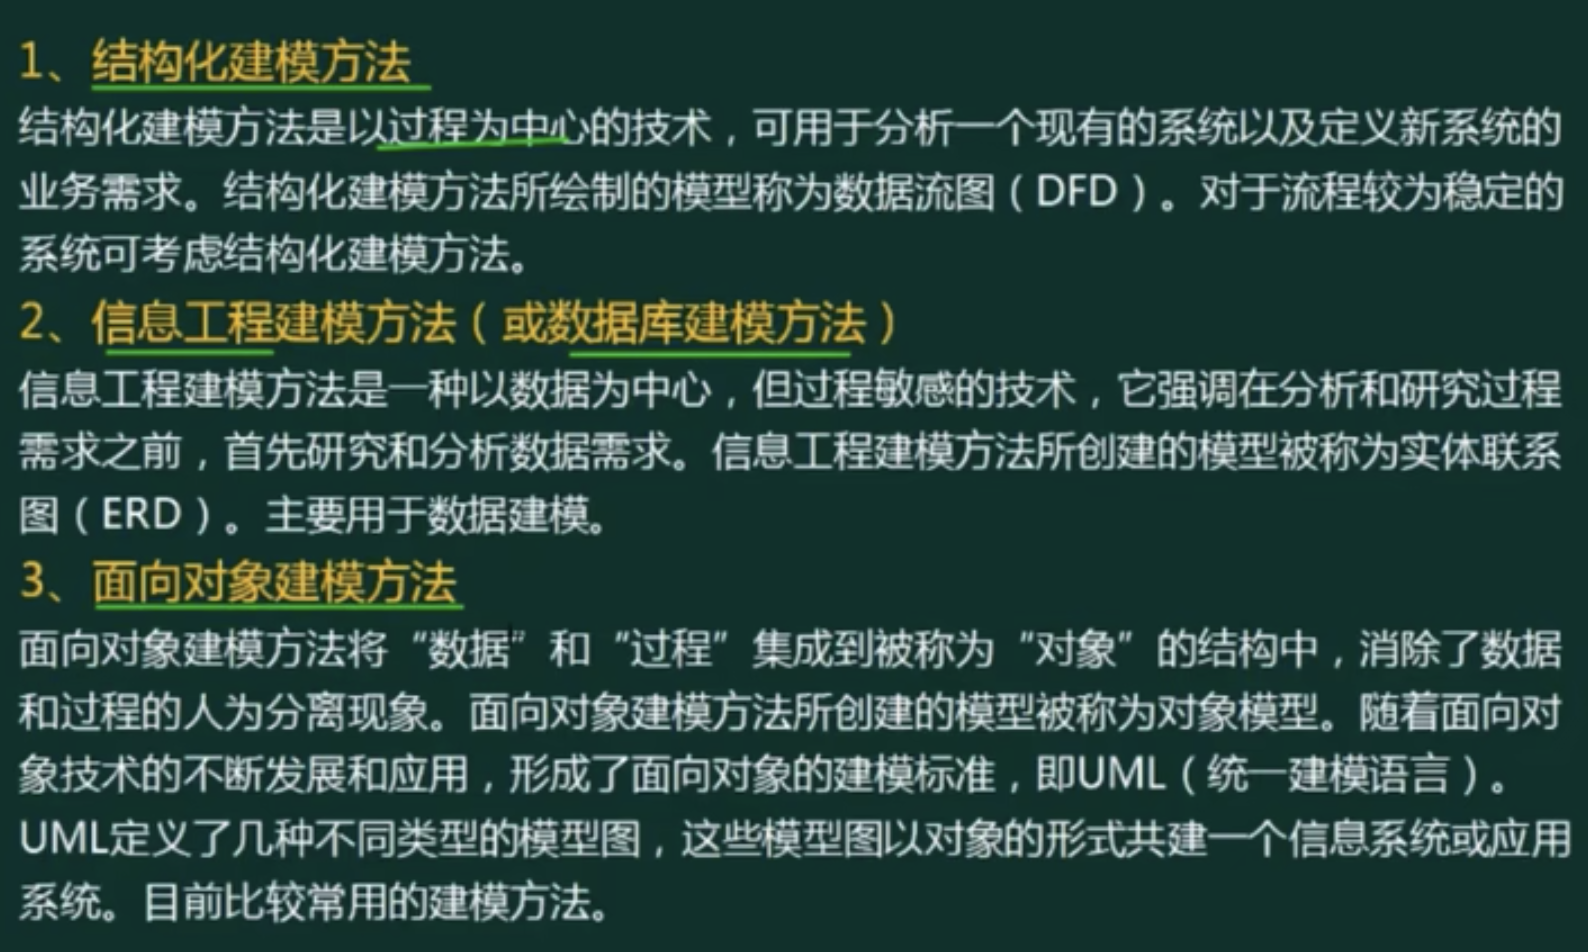 1、结构化建模方法
结构化建模方法是以过程为中心的技术，可用于分析一个现有的系统以及定义新系统的
业务需求。结构化建模方法所绘制的模型称为数据流图（DFD）。对于流程较为稳定的
系统可考虑结构化建模方法。
2、信息工程建模方法（或数据库建模方法）
信息工程建模方法是一种以数据为中心，但过程敏感的技术，它强调在分析和研究过程
需求之前，首先研究和分析数据需求。信息工程建模方法所创建的模型被称为实体联系
图（ERD）。主要用于数据建模。
3、面向对象建模方法
面向对象建模方法将“数据”和“过程”集成到被称为“对象”的结构中，消除了数据
和过程的人为分离现象。面向对象建模方法所创建的模型被称为对象模型。随着面向对
象技术的不断发展和应用，形成了面向对象的建模标准，即UML（统一建模语言）。
UML定义了几种不同类型的模型图，这些模型图以对象的形式共建一个信息系统或应用
系统。目前比较常用的建模方法。